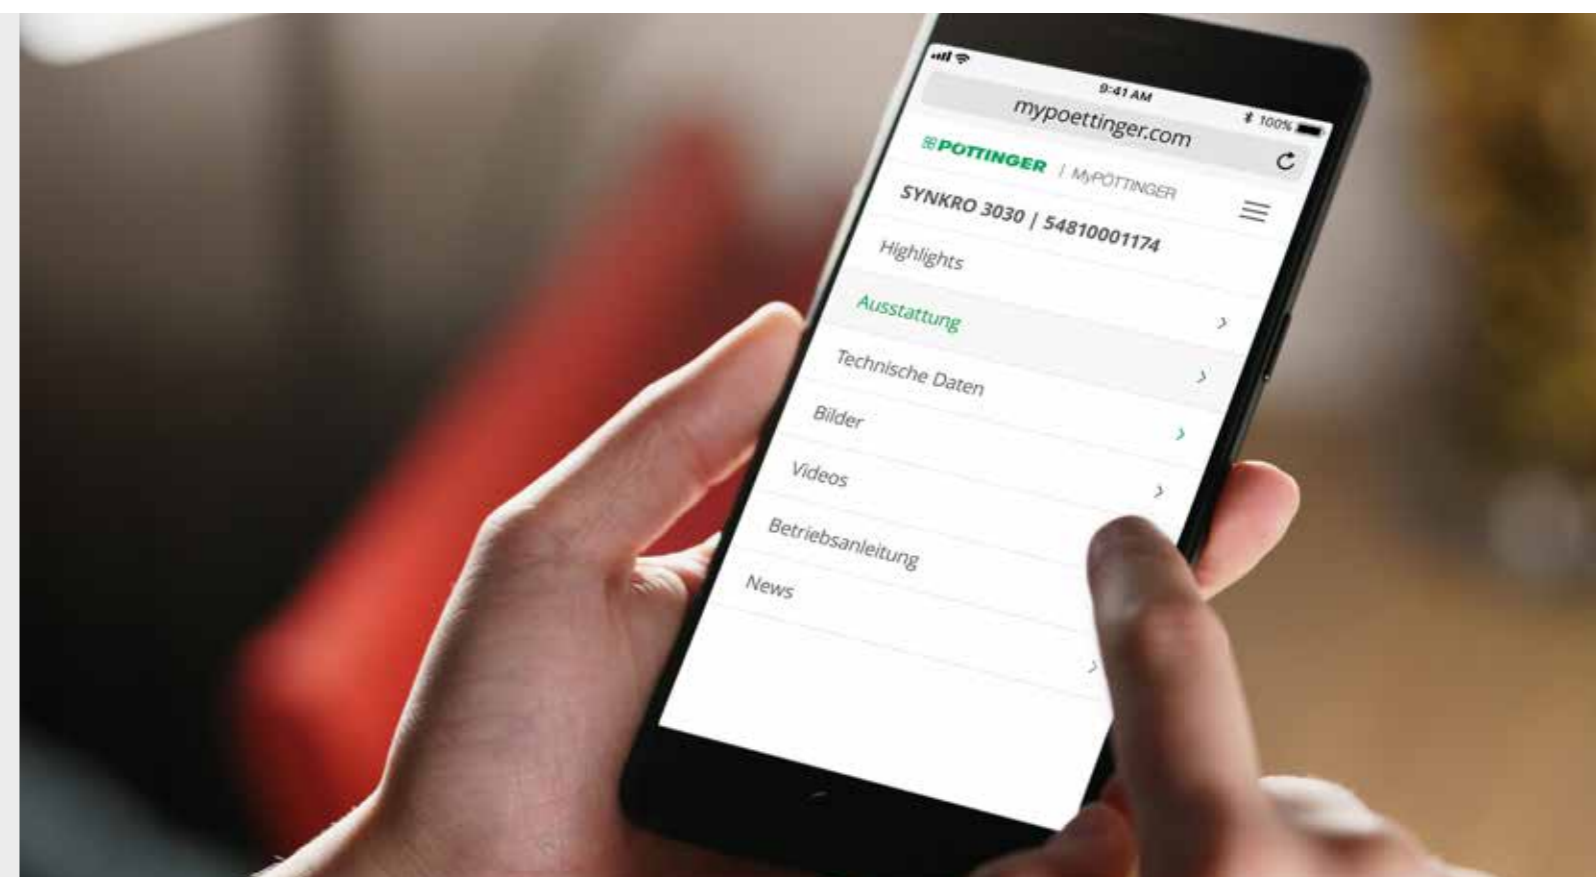 9:41 AM
100%
mypoettinger.com
PÖTTINGER | MyPÖTTINGER
SYNKRO 3030 | 54810001174
Highlights
Ausstattung
Technische Daten
Bilder
Videos
Betriebsanleitung
News